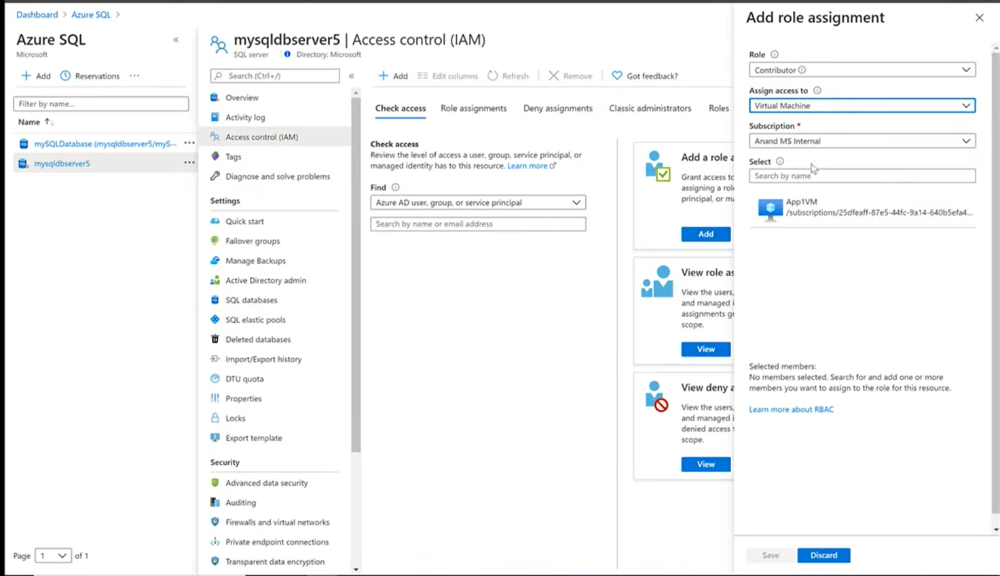 Dashboard > Azure SQL >
Azure SQL
Microsoft
Add Reservations ...
Filter by name...
Name
mySQLDatabase (mysqldbserver5/myS... ...
mysqldbserver5 ...
Page 1 of 1
mysqldbserver5 | Access control (IAM)
SQL server Directory: Microsoft
Search (Ctrl+/)
Overview
Activity log
Access control (IAM)
Tags
Diagnose and solve problems
Settings
Quick start
Failover groups
Manage Backups
Active Directory admin
SQL databases
SQL elastic pools
Deleted databases
Import/Export history
DTU quota
Properties
Locks
Export template
Security
Advanced data security
Auditing
Firewalls and virtual networks
Private endpoint connections
Transparent data encryption
Add Edit columns Refresh Remove Got feedback?
Check access Role assignments Deny assignments Classic administrators Roles
Check access
Review the level of access a user, group, service principal, or
managed identity has to this resource. Learn more
Find
Azure AD user, group, or service principal
Search by name or email address
Add a role a
Grant access to
assigning a rol
principal, or ma
Add
View role as
View the users,
and managed i
assignments g
scope.
View
View deny a
View the users,
and managed i
denied access t
scope.
View
Add role assignment
Role
Contributor
Assign access to
Virtual Machine
Subscription *
Anand MS Internal
Select
Search by name
App1VM
/subscriptions/25dfeaff-87e5-44fc-9a14-640b5efa4...
Selected members:
No members selected. Search for and add one or more
members you want to assign to the role for this resource.
Learn more about RBAC
Save Discard